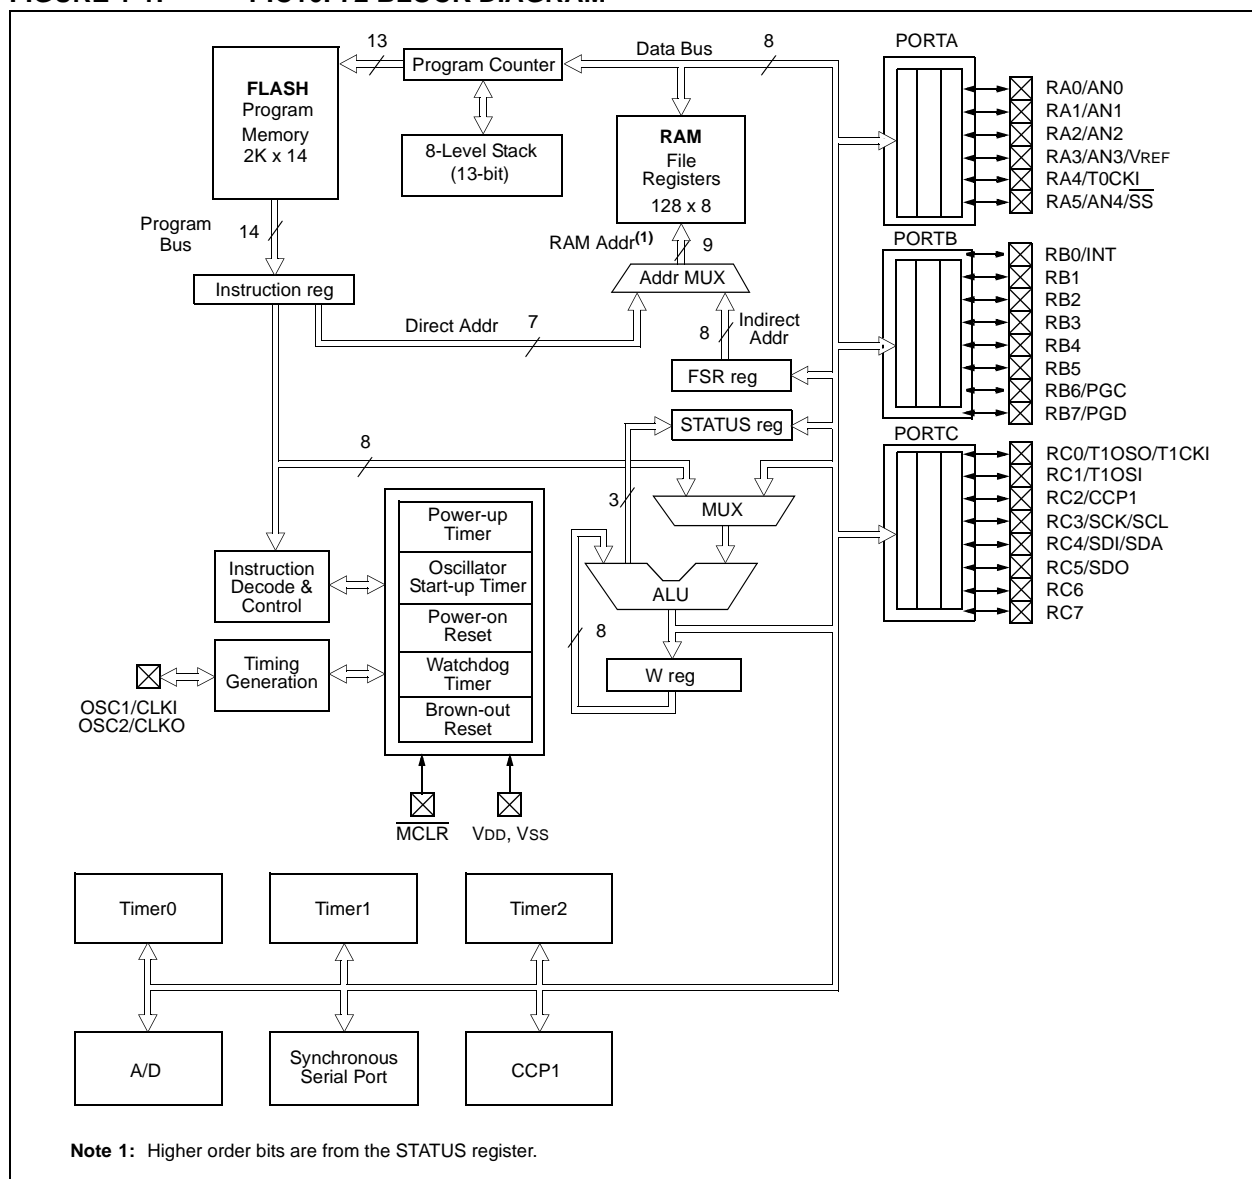 13
Data Bus
8
PORTA
Program Counter
FLASH
Program
Memory
2K x 14
8-Level Stack
(13-bit)
RAM
File
Registers
128 x 8
RA0/AN0
RA1/AN1
RA2/AN2
RA3/AN3/VREF
RA4/T0CKI
RA5/AN4/SS
Program
Bus
14
RAM Addr(1)
9
PORTB
Instruction reg
Addr MUX
RB0/INT
RB1
RB2
RB3
RB4
RB5
RB6/PGC
RB7/PGD
Direct Addr
7
8
Indirect
Addr
FSR reg
STATUS reg
PORTC
8
3
MUX
RC0/T1OSO/T1CKI
RC1/T1OSI
RC2/CCP1
RC3/SCK/SCL
RC4/SDI/SDA
RC5/SDO
RC6
RC7
Power-up
Timer
Oscillator
Start-up Timer
Power-on
Reset
Watchdog
Timer
Brown-out
Reset
Instruction
Decode &
Control
ALU
8
W reg
Timing
Generation
OSC1/CLKI
OSC2/CLKO
MCLR
VDD, VSS
Timer0
Timer1
Timer2
A/D
Synchronous
Serial Port
CCP1
Note 1: Higher order bits are from the STATUS register.